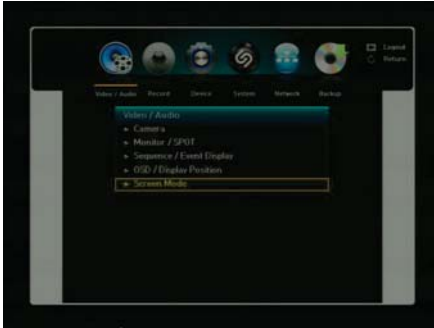 Legend
Return
Video / Audio Record Device System Network Backup
Video / Audio
Camera
Monitor / SPOT
Sequence / Event Display
OSD / Display Position
Screen Mode